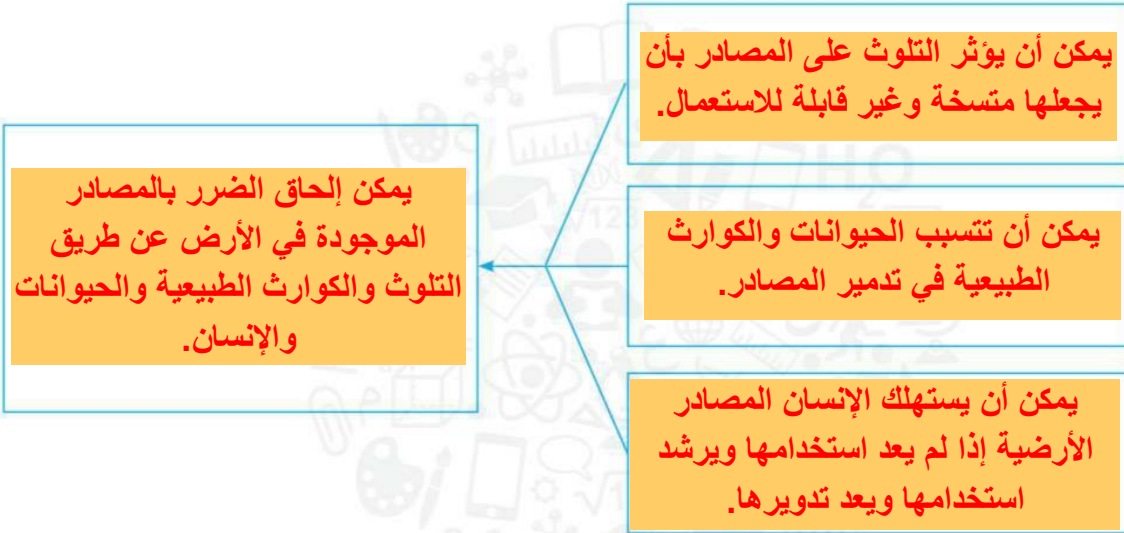 يمكن أن يؤثر التلوث على المصادر بأن
يجعلها متسخة وغير قابلة للاستعمال.
يمكن أن تتسبب الحيوانات والكوارث
الطبيعية في تدمير المصادر.
يمكن أن يستهلك الإنسان المصادر
الأرضية إذا لم يعد استخدامها ويرشد
استخدامها ويعد تدويرها.
يمكن إلحاق الضرر بالمصادر
الموجودة في الأرض عن طريق
التلوث والكوارث الطبيعية والحيوانات
والإنسان.